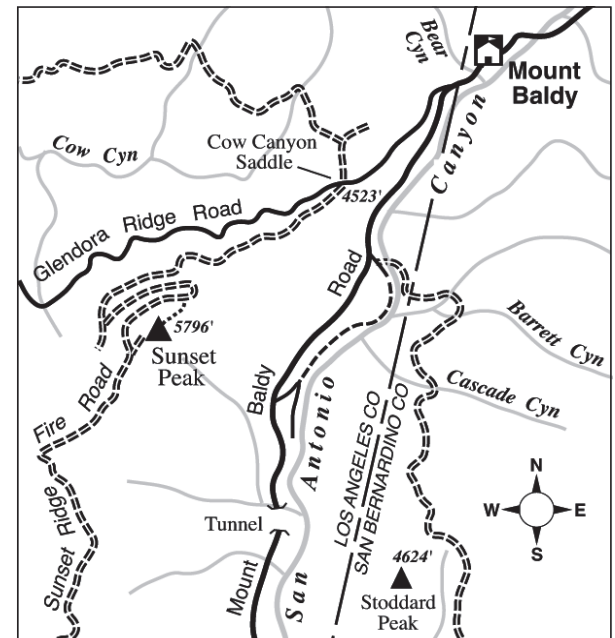 Bear
Cyn
Mount
Baldy
Canyon
Cow Cyn
Cow Canyon
Saddle
4523'
Glendora Ridge Road
Road
Baldy
Mount
5796'
Sunset
Peak
Barrett Cyn
Cascade Cyn
San Antonio
LOS ANGELES CO
SAN BERNARDINO CO
Sunset Ridge Fire Road
Tunnel
4624'
Stoddard
Peak
N
W
E
S